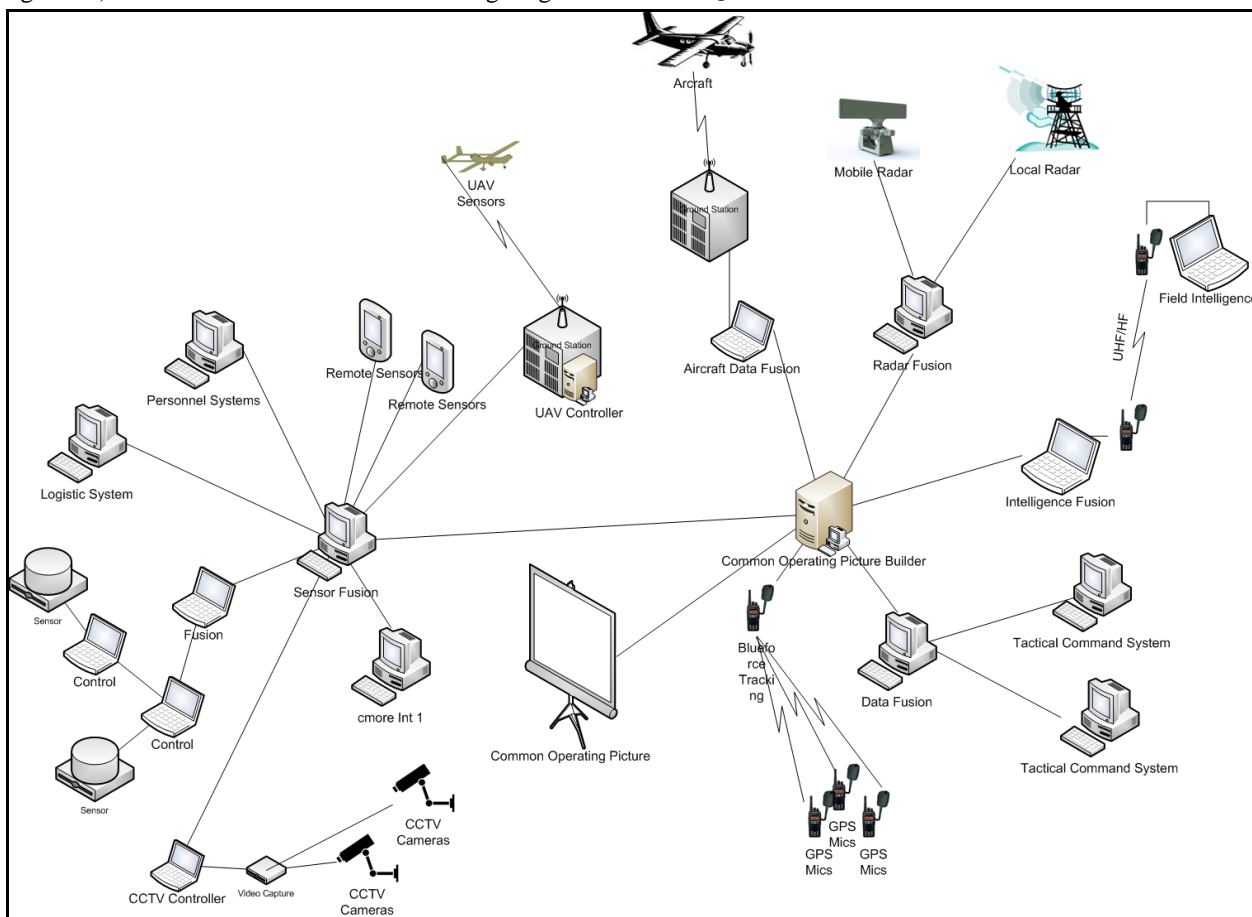 Arcraft
Mobile Radar
Local Radar
UAV
Sensors
Ground Station
Field Intelligence
UHF/HF
Ground Station
Remote Sensors
Remote Sensors
Personnel Systems
UAV Controller
Aircraft Data Fusion
Radar Fusion
Logistic System
Intelligence Fusion
Common Operating Picture Builder
Sensor Fusion
Sensor
Fusion
Control
Control
Sensor
cmore Int 1
Common Operating Picture
Bluefo
rce
Tracki
ng
Data Fusion
Tactical Command System
Tactical Command System
CCTV
Cameras
GPS
Mics
GPS
Mics
GPS
Mics
CCTV Controller
Video Capture
CCTV
Cameras